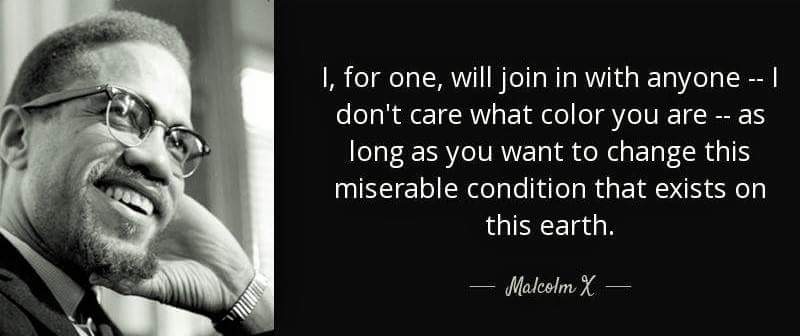 I, for one, will join in with anyone -- I
don't care what color you are -- as
long as you want to change this
miserable condition that exists on
this earth.
Malcolm X